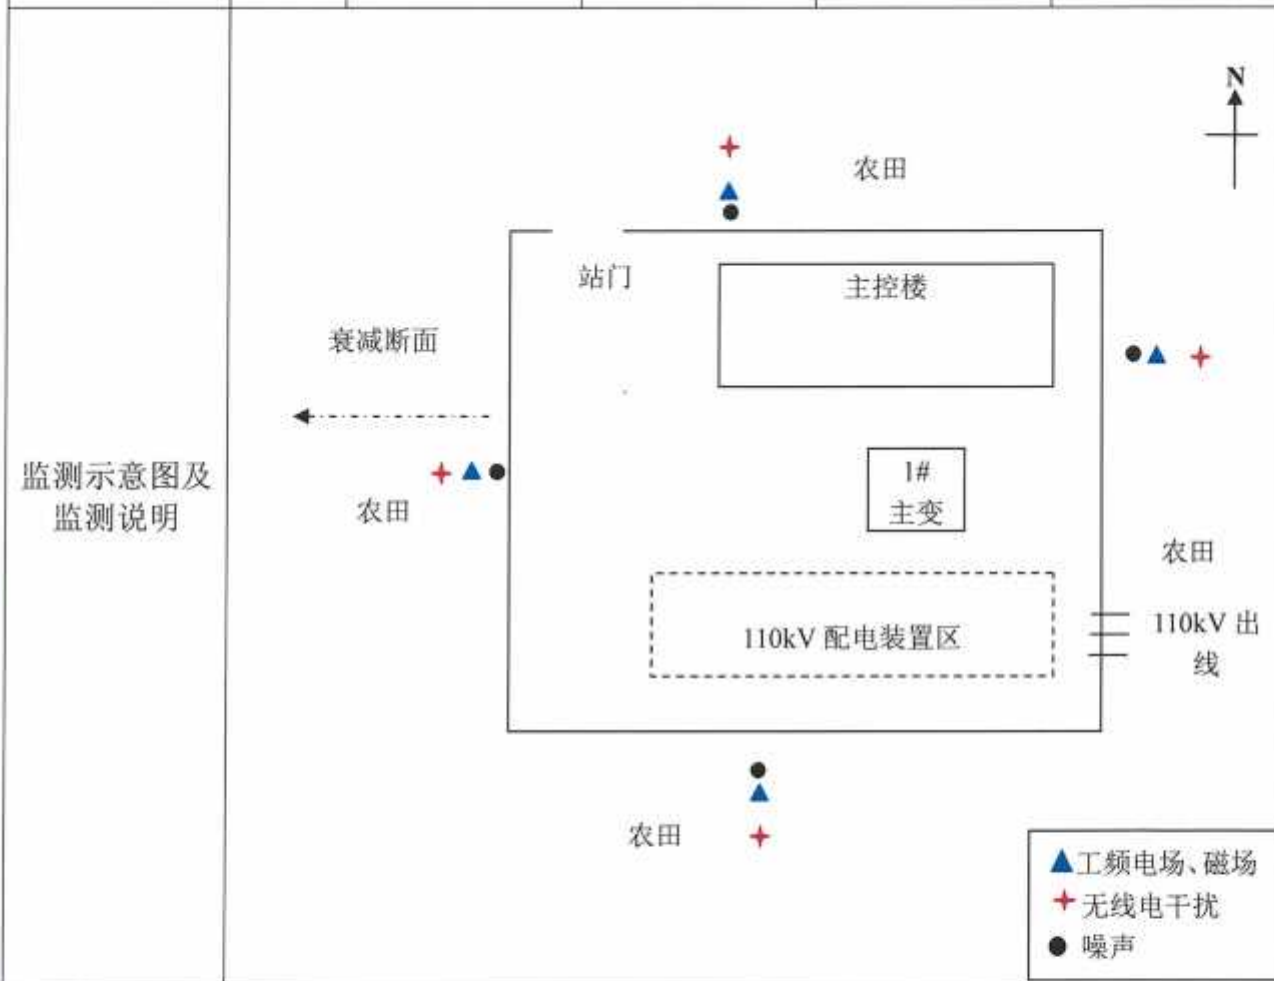 N
农田
站门
主控楼
衰减断面
监测示意图及
监测说明
农田
1#
主变
农田
110kV 配电装置区
110kV 出
线
农田
工频电场、磁场
无线电干扰
噪声